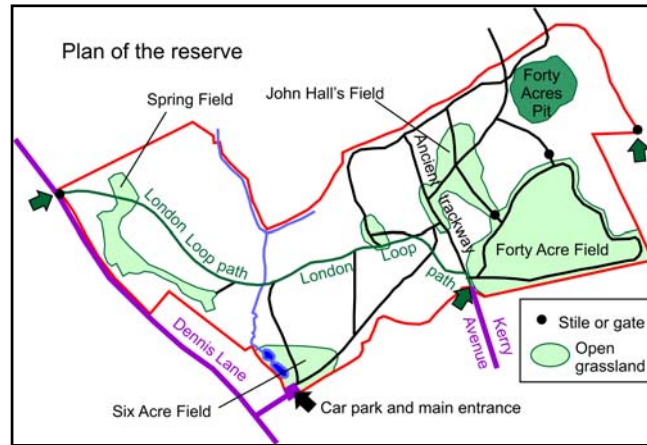 Plan of the reserve
Spring Field
John Hall's Field
Forty
Acres
Pit
Ancient
trackway
London
Loop path
London
Loop
path
Forty Acre Field
Kerry
Avenue
Dennis Lane
Stile or gate
Open
grassland
Six Acre Field
Car park and main entrance